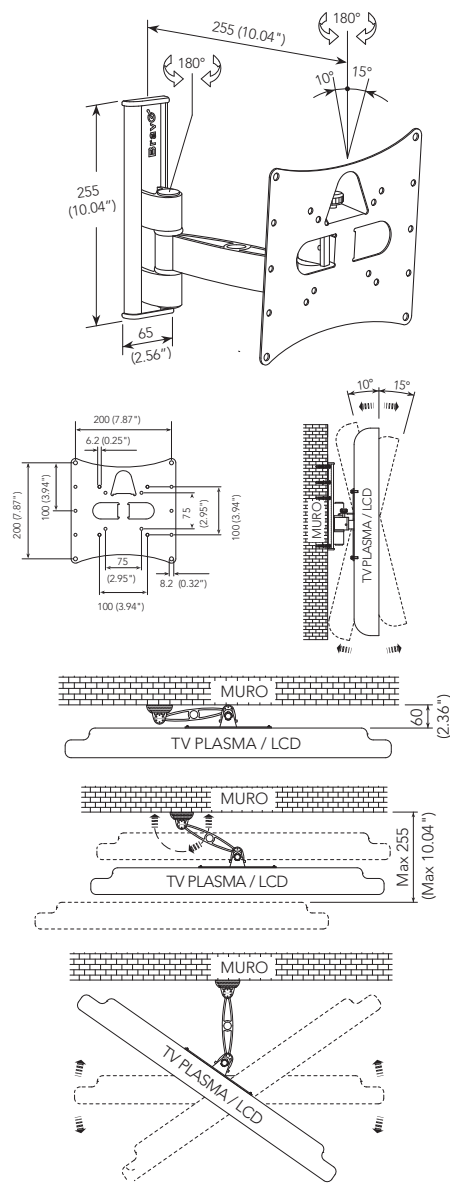 180°
255 (10.04")
180°
10°
15°
Bravo
255
(10.04")
65
(2.56")
200 (7.87")
6.2 (0.25")
200 (7.87")
100 (3.94")
75
(2.95")
100 (3.94")
75
(2.95")
8.2 (0.32")
100 (3.94")
10°
15°
MURO
TV PLASMA / LCD
MURO
60
(2.36")
TV PLASMA / LCD
MURO
Max 255
(Max 10.04")
TV PLASMA / LCD
MURO
TV PLASMA / LCD